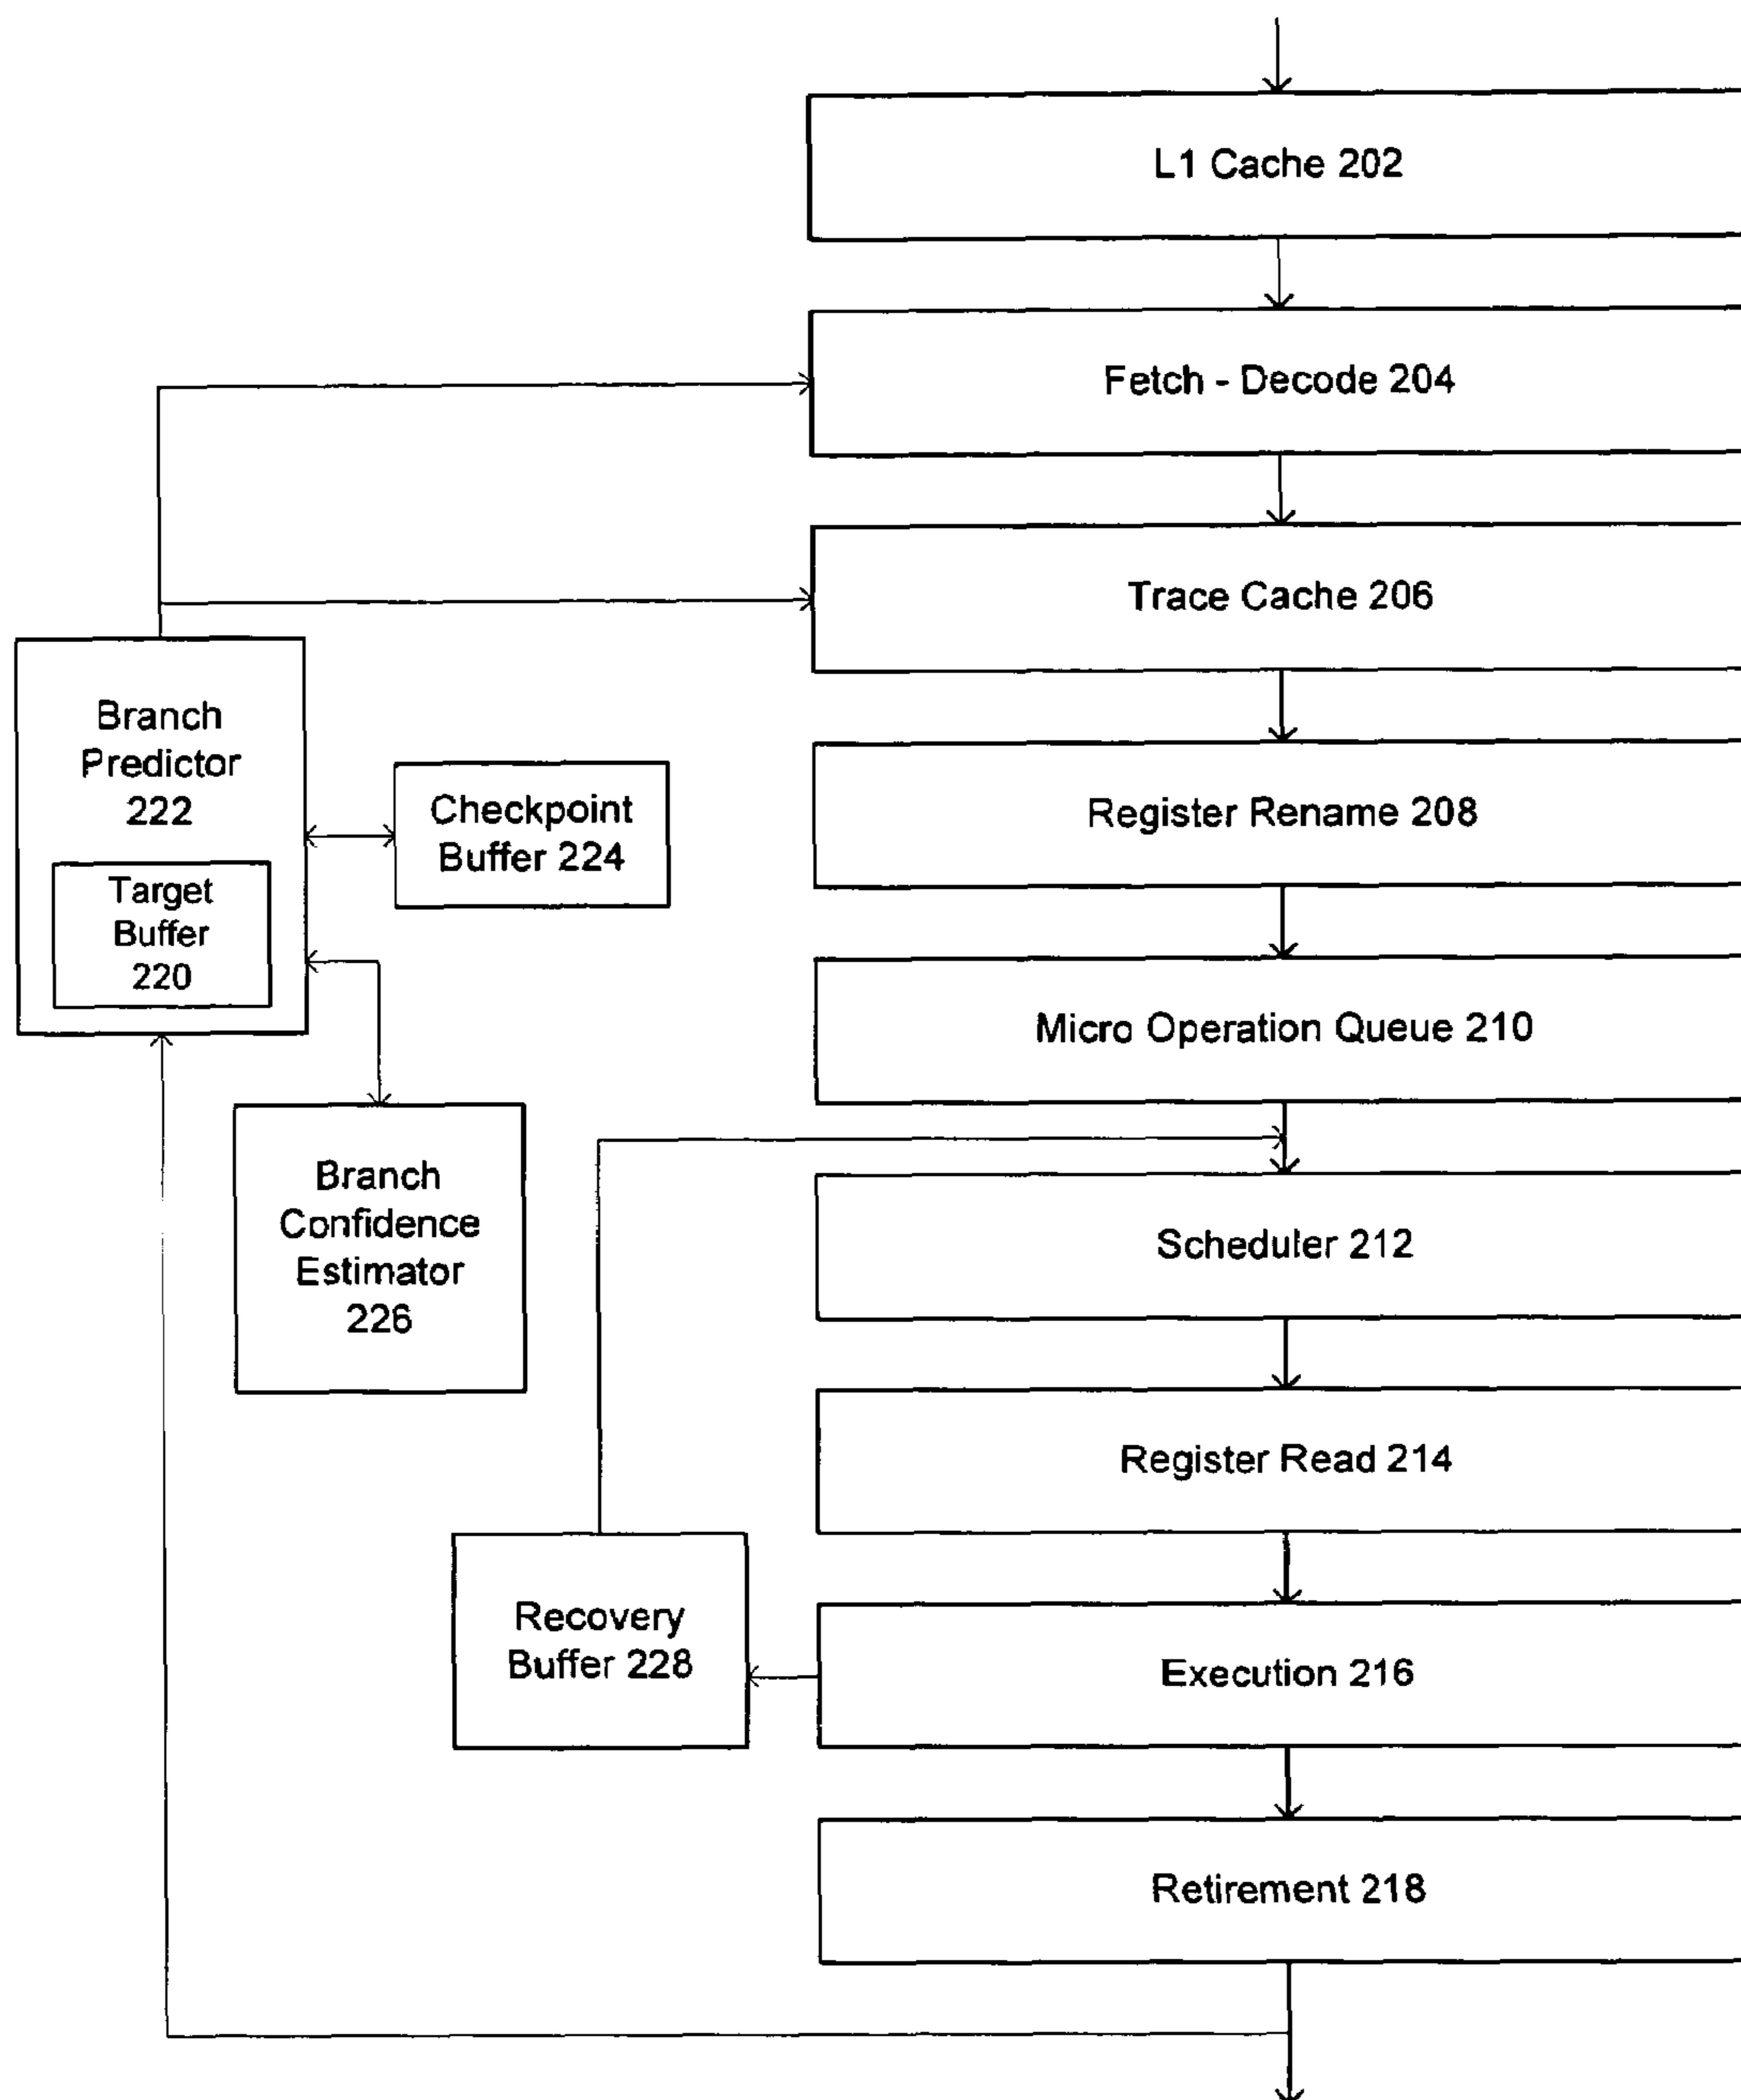 L1 Cache 202
Fetch - Decode 204
Trace Cache 206
Branch
Predictor
222
Target
Buffer
220
Checkpoint
Buffer 224
Register Rename 208
Micro Operation Queue 210
Branch
Confidence
Estimator
226
Scheduler 212
Register Read 214
Recovery
Buffer 228
Execution 216
Retirement 218